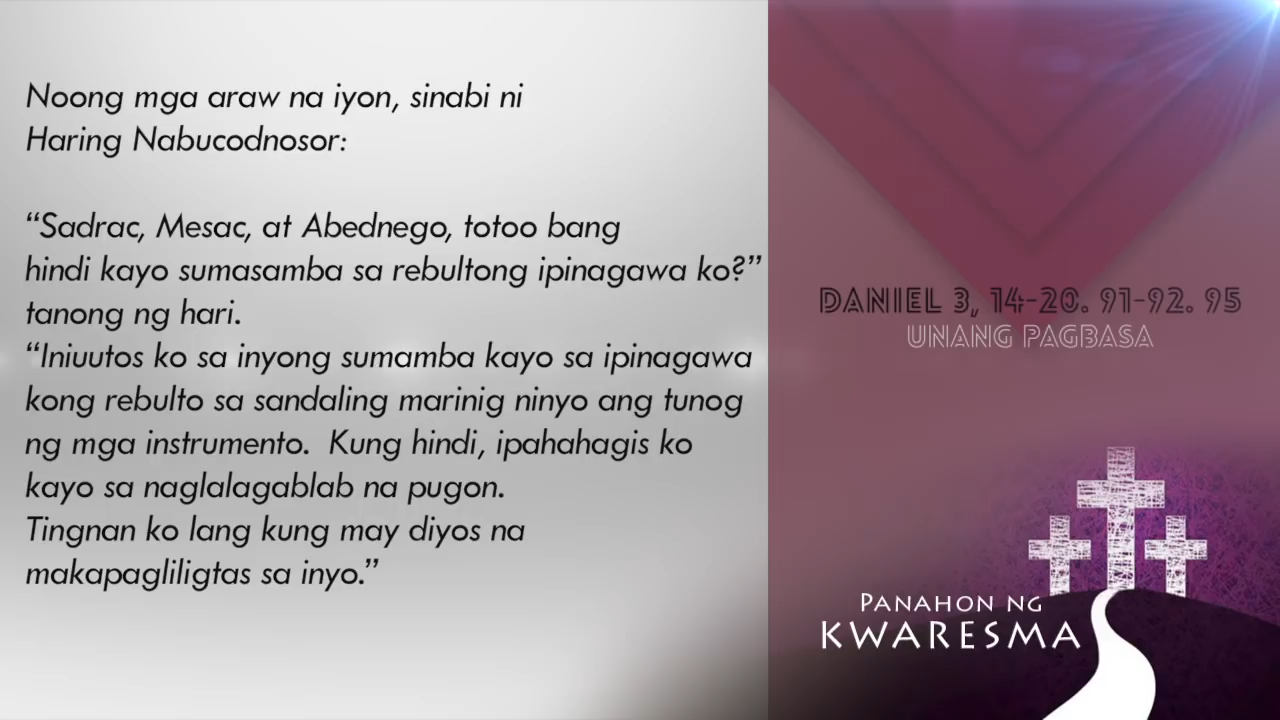 Noong mga araw na iyon, sinabi ni
Haring Nabucodnosor:
“Sadrac, Mesac, at Abednego, totoo bang
hindi kayo sumasamba sa rebultong ipinagawa ko?”
tanong ng hari.
“Iniuutos ko sa inyong sumamba kayo sa ipinagawa
kong rebulto sa sandaling marinig ninyo ang tunog
ng mga instrumento.  Kung hindi, ipahahagis ko
kayo sa naglalagablab na pugon.
Tingnan ko lang kung may diyos na
makapagliligtas sa inyo.”
DANIEL 3, 14-20. 91-92. 95
UNANG PAGBASA
PANAHON NG
KWARESMA